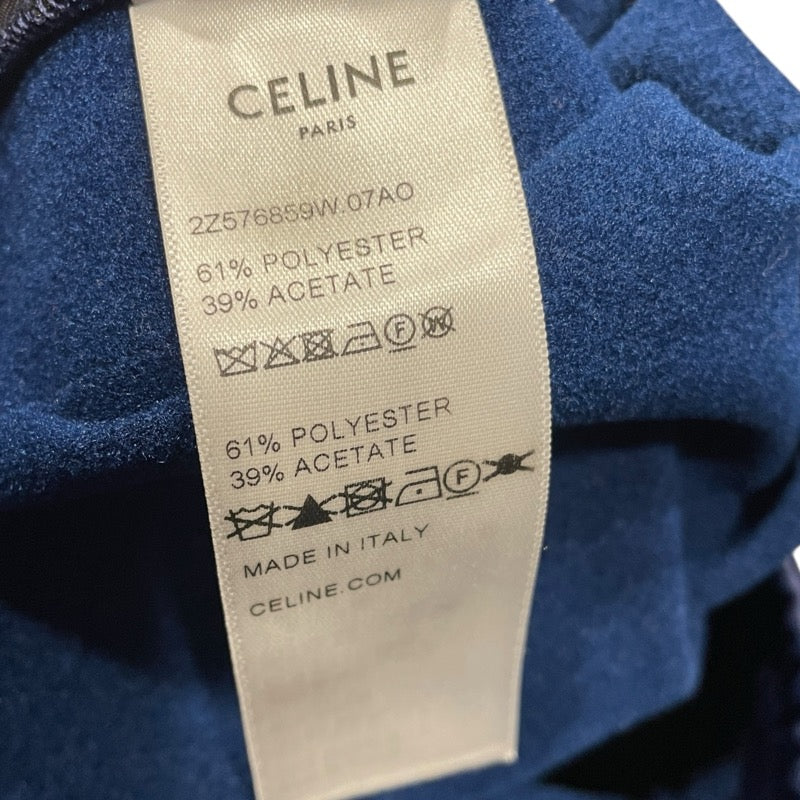 CELINE
PARIS
2Z576859W.07AO
61% POLYESTER
39% ACETATE
F W
61% POLYESTER
39% ACETATE
F
MADE IN ITALY
CELINE.COM